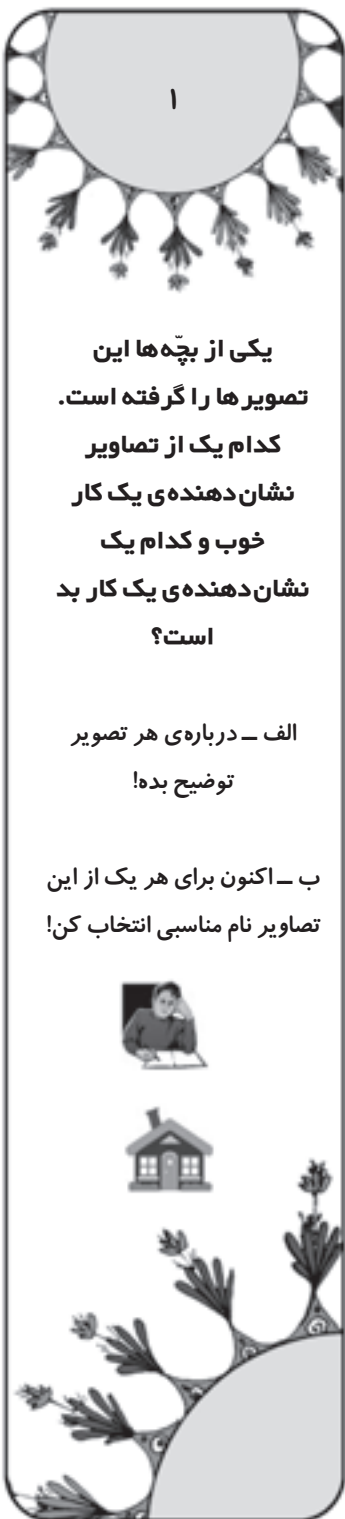 ۱
یکی از بچّه‌ها این
تصویرها را گرفته است.
کدام یک از تصاویر
نشان‌دهنده‌ی یک کار
خوب و کدام یک
نشان‌دهنده‌ی یک کار بد
است؟
الف ــ درباره‌ی هر تصویر
توضیح بده!
ب ــ اکنون برای هر یک از این
تصاویر نام مناسبی انتخاب کن!